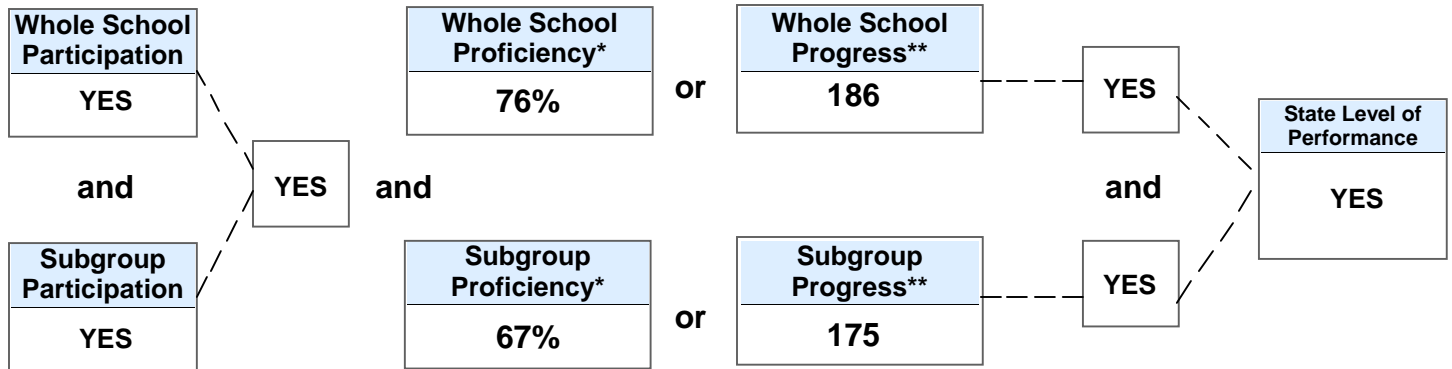 Whole School
Participation
YES
and
Subgroup
Participation
YES
YES
and
Whole School
Proficiency*
76%
or
Whole School
Progress**
186
YES
Subgroup
Proficiency*
67%
or
Subgroup
Progress**
175
YES
and
State Level of
Performance
YES